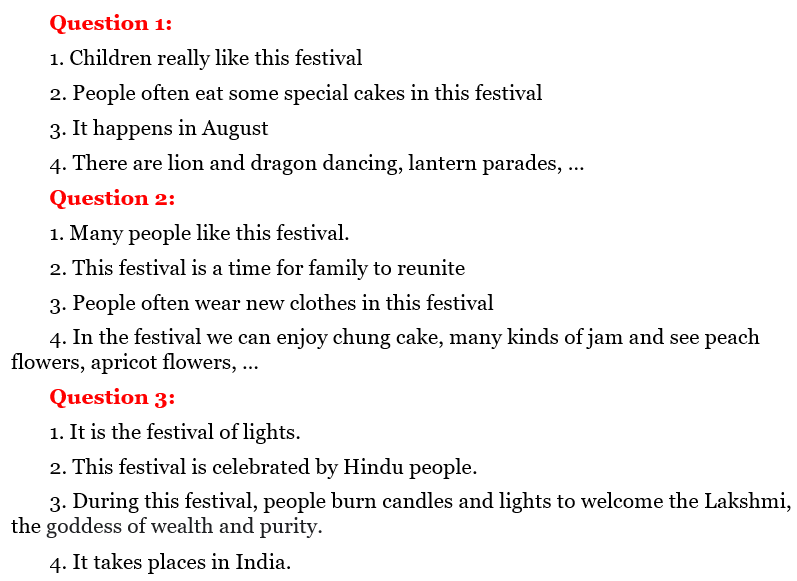 Question 1:
1. Children really like this festival
2. People often eat some special cakes in this festival
3. It happens in August
4. There are lion and dragon dancing, lantern parades, ...
Question 2:
1. Many people like this festival.
2. This festival is a time for family to reunite
3. People often wear new clothes in this festival
4. In the festival we can enjoy chung cake, many kinds of jam and see peach
flowers, apricot flowers, ...
Question 3:
1. It is the festival of lights.
2. This festival is celebrated by Hindu people.
3. During this festival, people burn candles and lights to welcome the Lakshmi,
the goddess of wealth and purity.
4. It takes places in India.